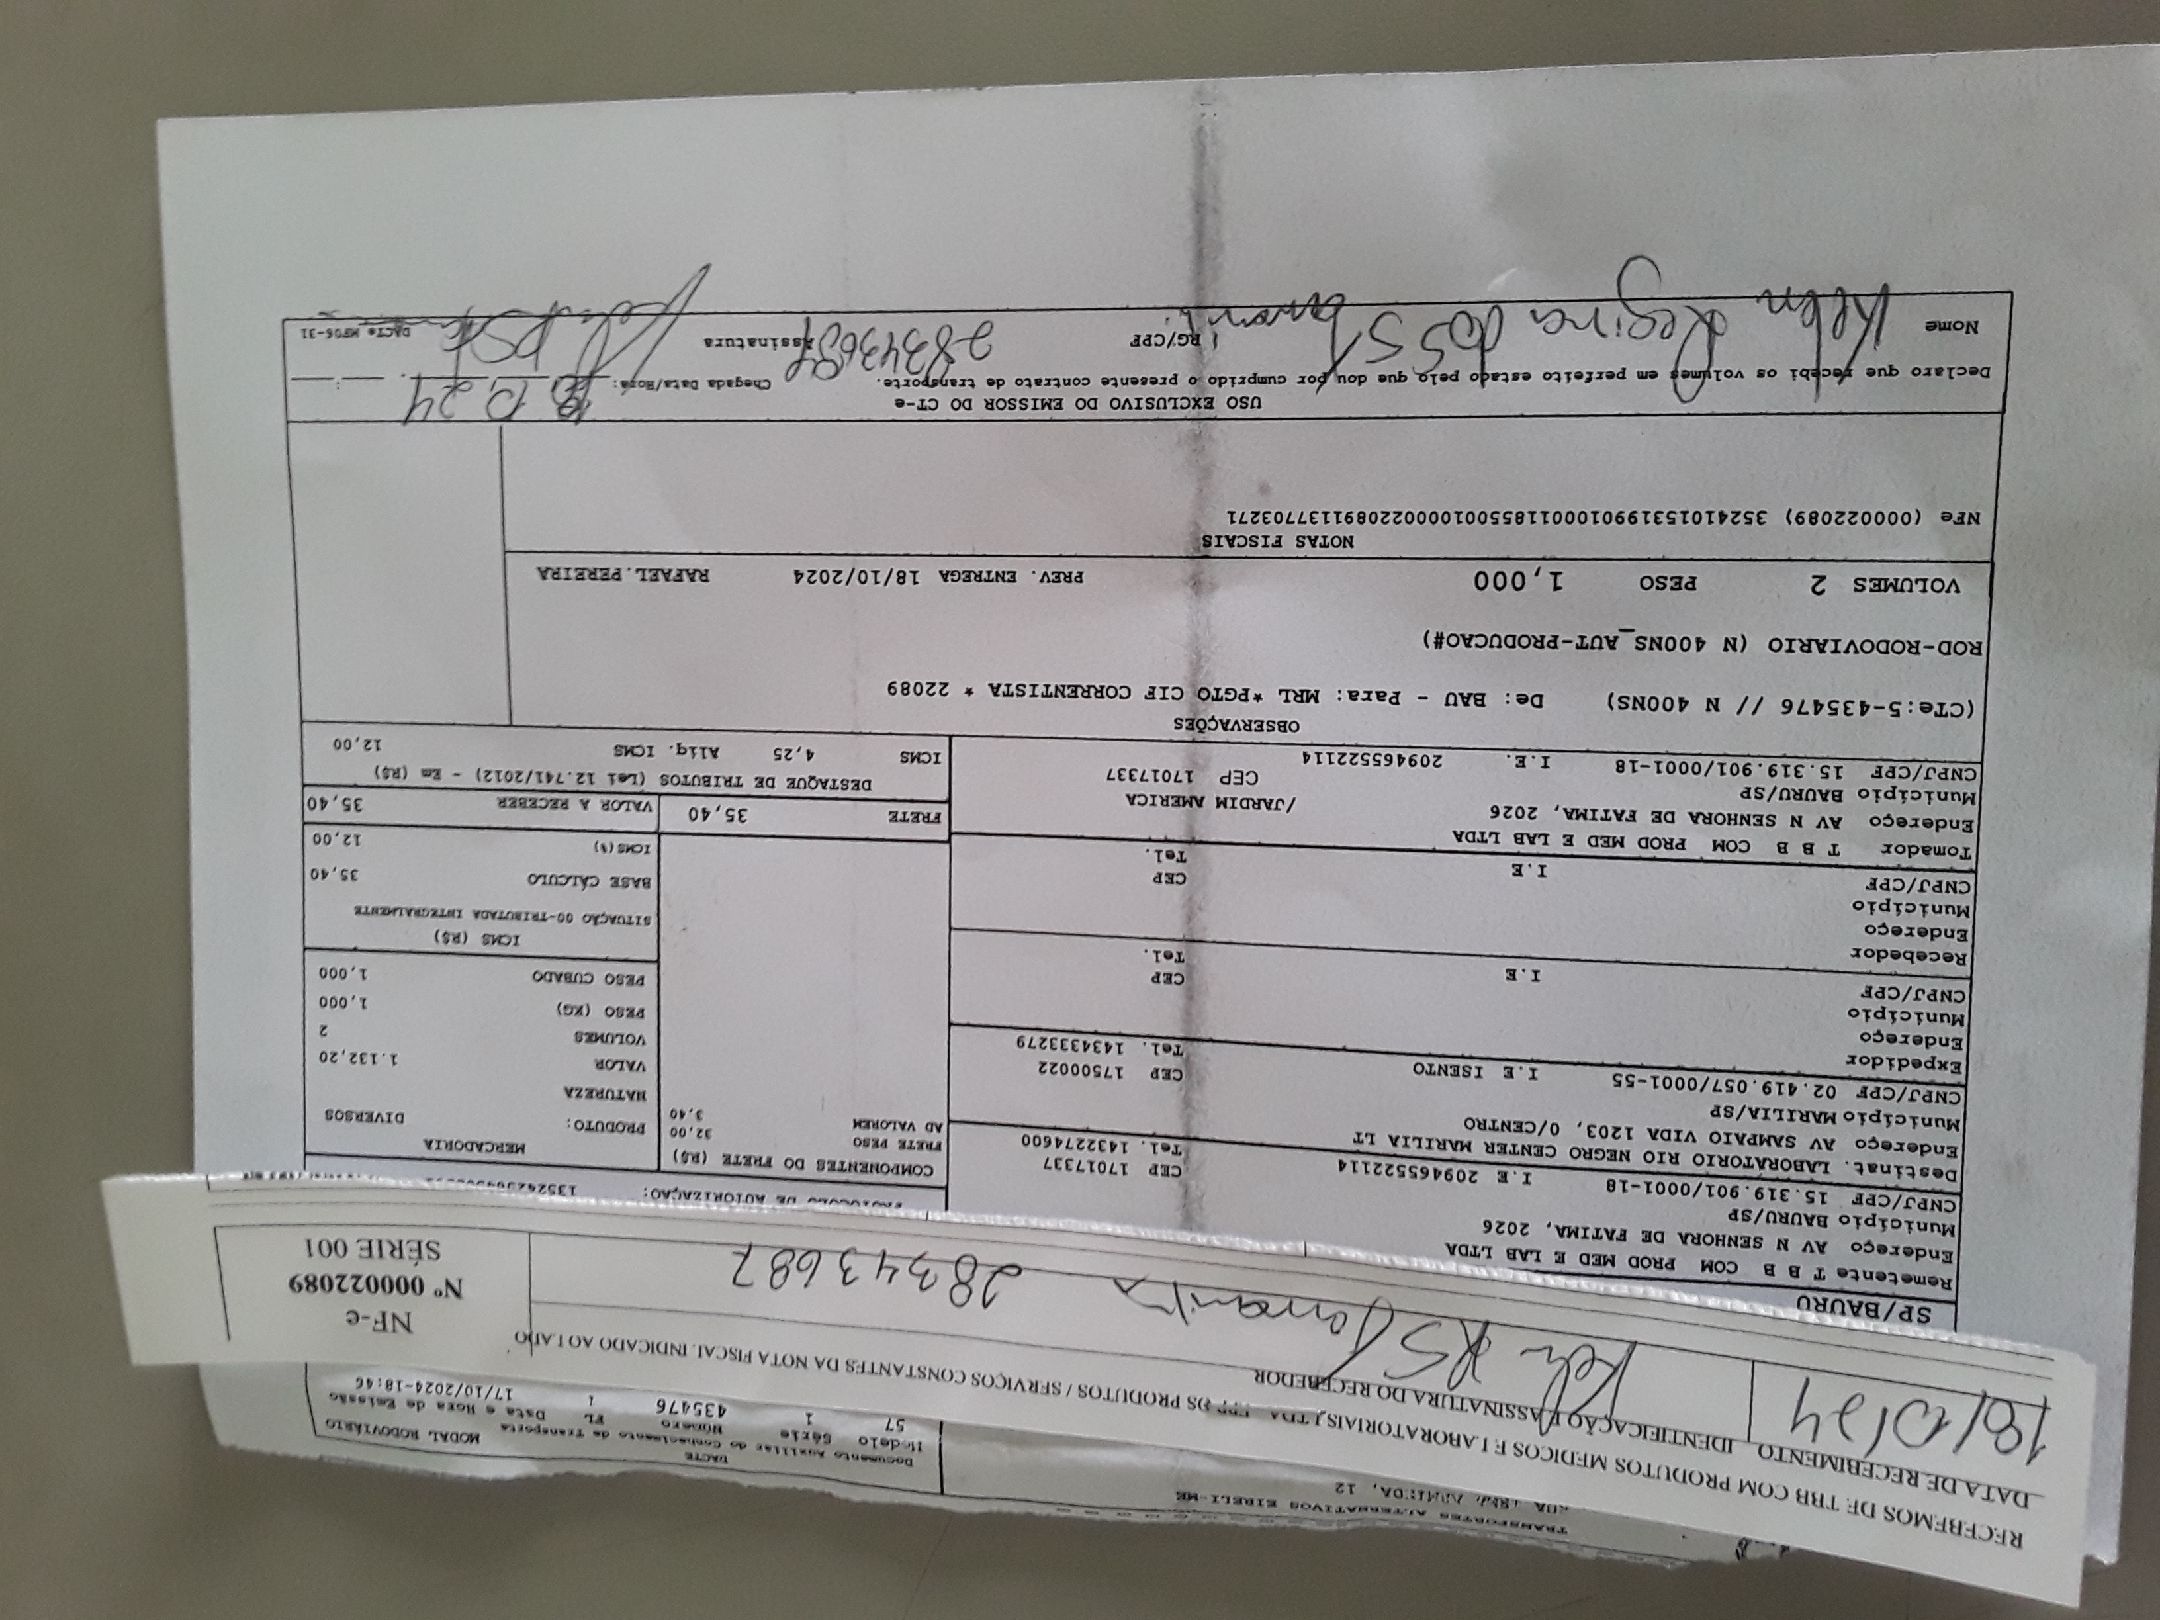 TRANSPORTES ALTERNATIVOS EIRELI-ME
12
DACTE
Documento Auxiliar do Conhecimento de Transporte
MODAL RODOVIÁRIO
Modelo Série Número FL Data e Hora de Emissão
57 1 435476 1 17/10/2024-18:46
RECEBEMOS DE TBB COM PRODUTOS MEDICOS E LABORATORIAIS LTDA EPP OS PRODUTOS / SERVIÇOS CONSTANTES DA NOTA FISCAL INDICADO AO LADO
DATA DE RECEBIMENTO
18/10/24
IDENTIFICAÇÃO E ASSINATURA DO RECEBEDOR
28343687
NF-e
Nº 000022089
SÉRIE 001
SP/BAURU
Remetente T B B COM PROD MED E LAB LTDA
Endereço AV N SENHORA DE FATIMA, 2026
Município BAURU/SP CEP 17017337
CNPJ/CPF 15.319.901/0001-18 I.E 209465522114 Tel. 1432274600
Destinat. LABORATORIO RIO NEGRO CENTER MARILIA LT
Endereço AV SAMPAIO VIDA 1203, 0/CENTRO
Município MARILIA/SP CEP 17500022
CNPJ/CPF 02.419.057/0001-55 I.E ISENTO Tel. 1434333279
Expedidor
Endereço
Município CEP
CNPJ/CPF I.E Tel.
Recebedor
Endereço
Município CEP
CNPJ/CPF I.E Tel.
Tomador T B B COM PROD MED E LAB LTDA
Endereço AV N SENHORA DE FATIMA, 2026 /JARDIM AMERICA
Município BAURU/SP CEP 17017337
CNPJ/CPF 15.319.901/0001-18 I.E. 209465522114
PROTOCOLO DE AUTORIZAÇÃO:
COMPONENTES DO FRETE (R$)
FRETE PESO 32,00
AD VALOREM 3,40
MERCADORIA
PRODUTO: DIVERSOS
NATUREZA
VALOR 1.132,20
VOLUMES 2
PESO (KG) 1,000
PESO CUBADO 1,000
ICMS (R$)
SITUAÇÃO 00-TRIBUTADA INTEGRALMENTE
BASE CÁLCULO 35,40
ICMS(%) 12,00
FRETE 35,40 VALOR A RECEBER 35,40
DESTAQUE DE TRIBUTOS (Lei 12.741/2012) - Em (R$)
ICMS 4,25 Aliq. ICMS 12,00
OBSERVAÇÕES
(CTe:5-435476 // N 400NS) De: BAU - Para: MRL *PGTO CIF CORRENTISTA * 22089
ROD-RODOVIARIO (N 400NS_AUT-PRODUCAO#)
VOLUMES 2 PESO 1,000 PREV. ENTREGA 18/10/2024 RAFAEL.PEREIRA
NOTAS FISCAIS
NFe (000022089) 35241015319901000118550010000220891137703271
USO EXCLUSIVO DO EMISSOR DO CT-e
Declaro que recebi os volumes em perfeito estado pelo que dou por cumprido o presente contrato de transporte. Chegada Data/Hora: 18 10 24
Nome Regina RG/CPF 28343687 Assinatura DACTe MF06-31